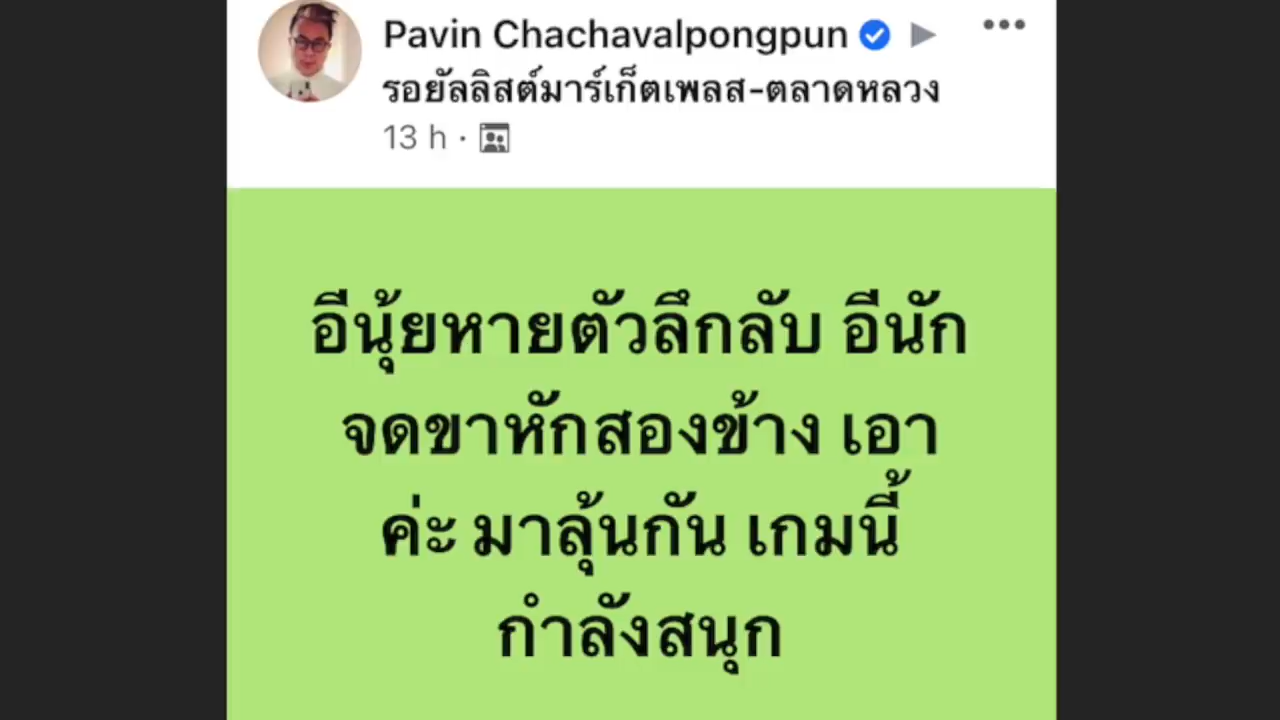 Pavin Chachavalpongpun
รอยัลลิสต์มาร์เก็ตเพลส-ตลาดหลวง
13 h ·
อีนุ้ยหายตัวลึกลับ อีนัก
จดขาหักสองข้าง เอา
ค่ะ มาลุ้นกัน เกมนี้
กำลังสนุก